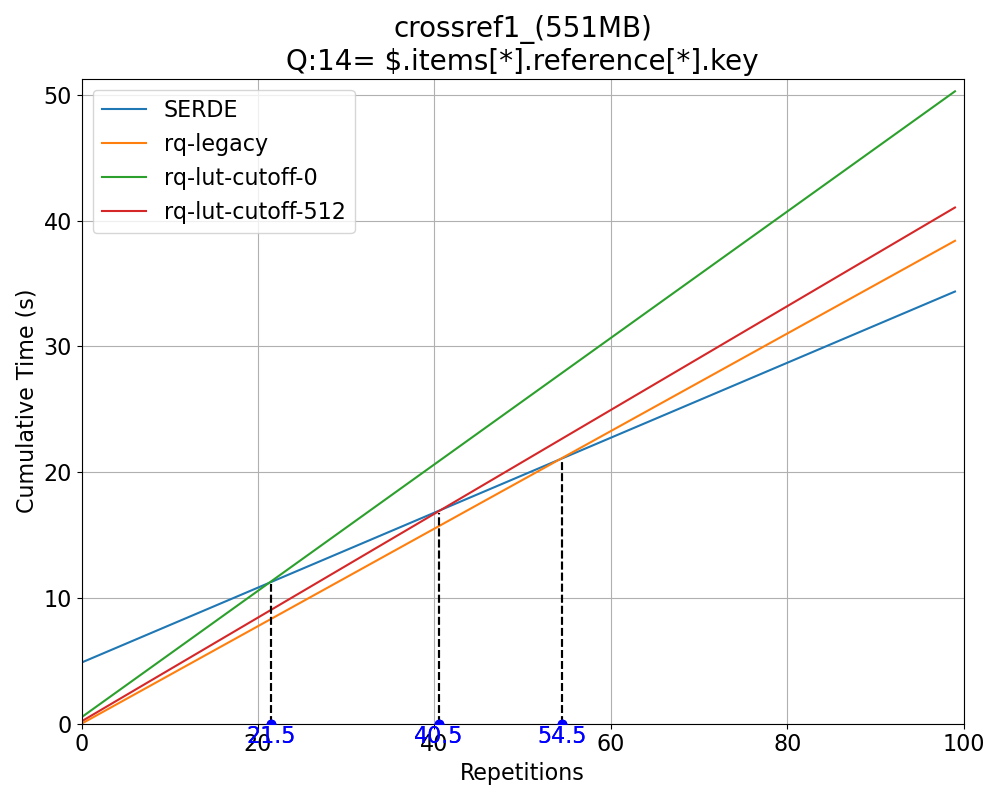 crossref1_(551MB)
Q:14= $.items[*].reference[*].key
SERDE
rq-legacy
rq-lut-cutoff-0
rq-lut-cutoff-512
Cumulative Time (s)
50
40
30
20
10
0
0
20
40
60
80
100
21.5
40.5
54.5
Repetitions